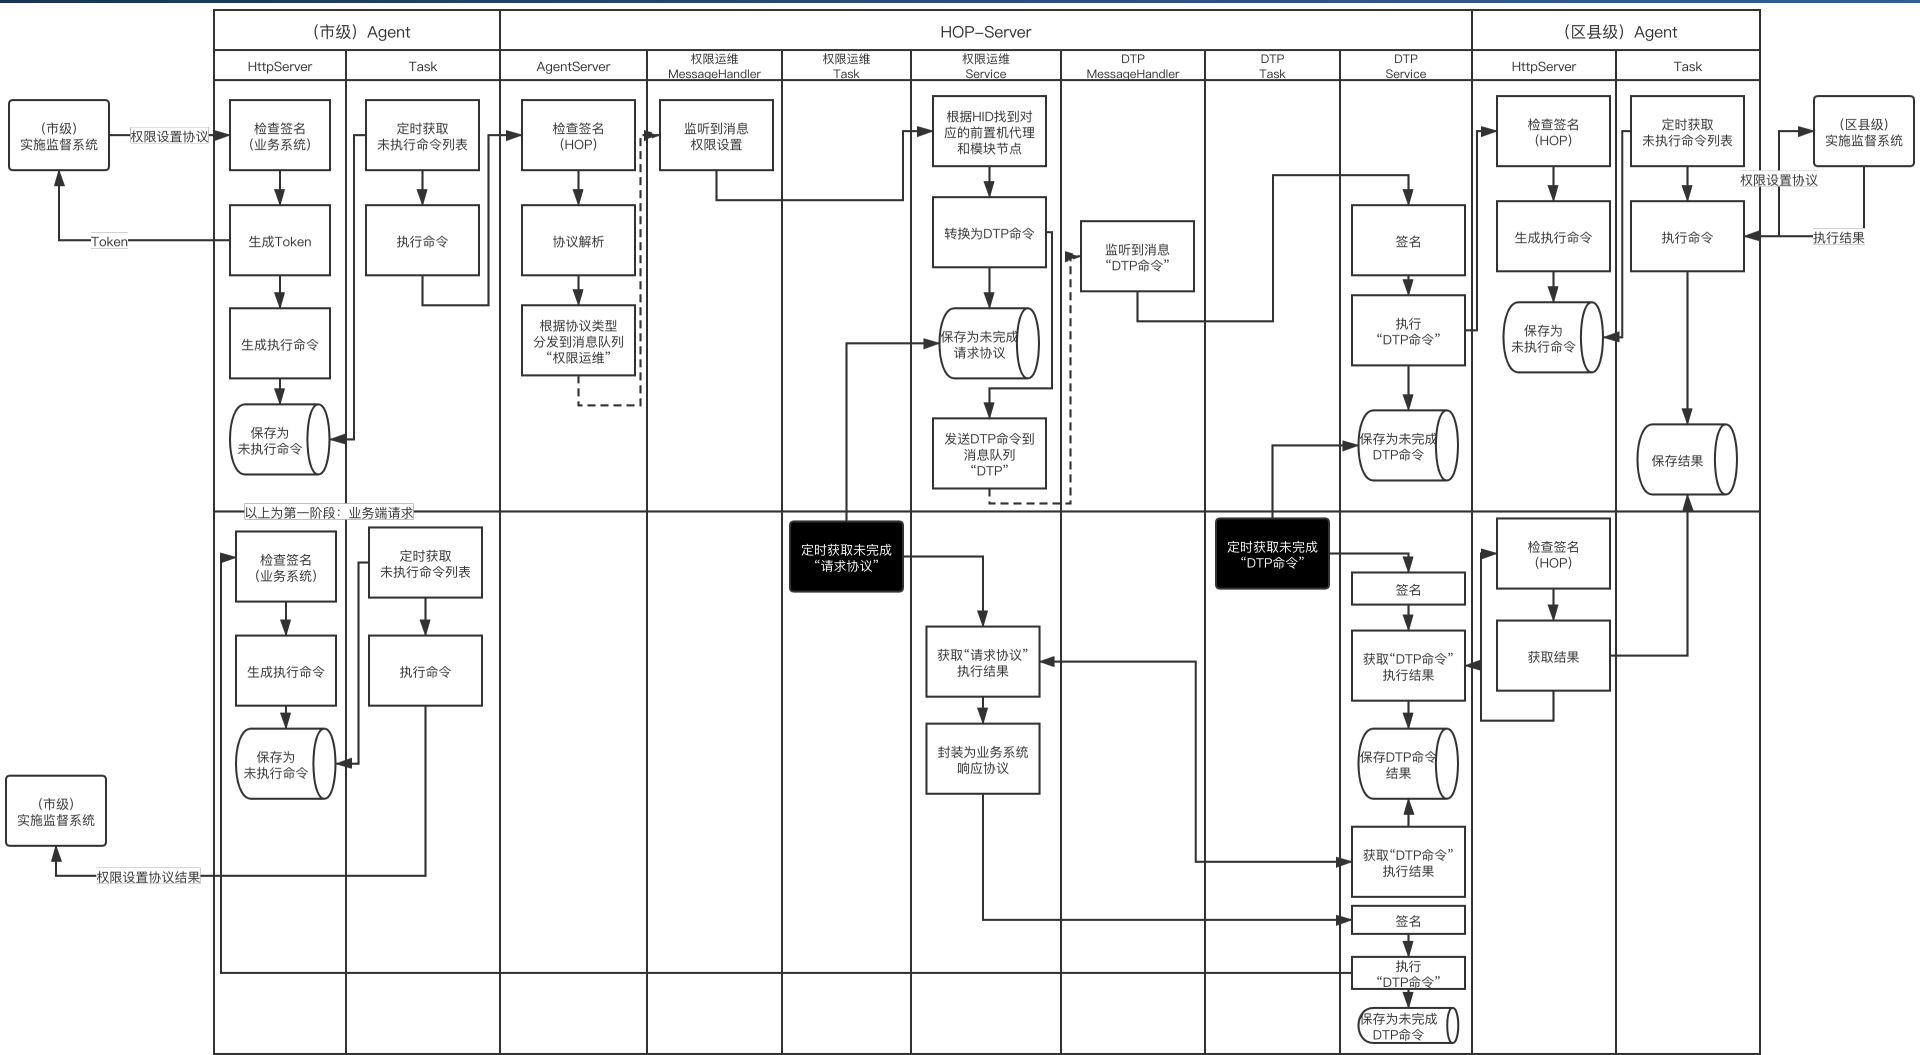 （市级）Agent
HOP-Server
（区县级）Agent
HttpServer
Task
AgentServer
权限运维
MessageHandler
权限运维
Task
权限运维
Service
DTP
MessageHandler
DTP
Task
DTP
Service
HttpServer
Task
（市级）
实施监督系统
权限设置协议
Token
检查签名
（业务系统）
生成Token
生成执行命令
保存为
未执行命令
定时获取
未执行命令列表
执行命令
检查签名
（HOP）
协议解析
根据协议类型
分发到消息队列
“权限运维”
监听到消息
权限设置
根据HID找到对
应的前置机代理
和模块节点
转换为DTP命令
保存为未完成
请求协议
发送DTP命令到
消息队列
“DTP”
监听到消息
“DTP命令”
签名
执行
“DTP命令”
保存为未完成
DTP命令
检查签名
（HOP）
生成执行命令
保存为
未执行命令
定时获取
未执行命令列表
执行命令
保存结果
（区县级）
实施监督系统
权限设置协议
执行结果
以上为第一阶段：业务端请求
检查签名
（业务系统）
生成执行命令
保存为
未执行命令
定时获取
未执行命令列表
执行命令
（市级）
实施监督系统
权限设置协议结果
定时获取未完成
“请求协议”
获取“请求协议”
执行结果
封装为业务系统
响应协议
定时获取未完成
“DTP命令”
签名
获取“DTP命令”
执行结果
保存DTP命令
结果
获取“DTP命令”
执行结果
签名
执行
“DTP命令”
保存为未完成
DTP命令
检查签名
（HOP）
获取结果